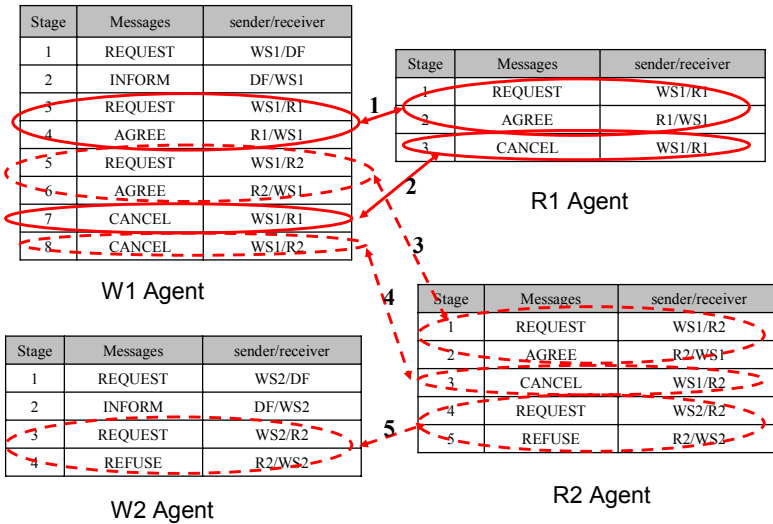 Stage Messages sender/receiver
1 REQUEST WS1/DF
2 INFORM DF/WS1
3 REQUEST WS1/R1
4 AGREE R1/WS1
5 REQUEST WS1/R2
6 AGREE R2/WS1
7 CANCEL WS1/R1
8 CANCEL WS1/R2
W1 Agent
1
2
3
4
Stage Messages sender/receiver
1 REQUEST WS1/R1
2 AGREE R1/WS1
3 CANCEL WS1/R1
R1 Agent
Stage Messages sender/receiver
1 REQUEST WS2/DF
2 INFORM DF/WS2
3 REQUEST WS2/R2
4 REFUSE R2/WS2
W2 Agent
5
Stage Messages sender/receiver
1 REQUEST WS1/R2
2 AGREE R2/WS1
3 CANCEL WS1/R2
4 REQUEST WS2/R2
5 REFUSE R2/WS2
R2 Agent